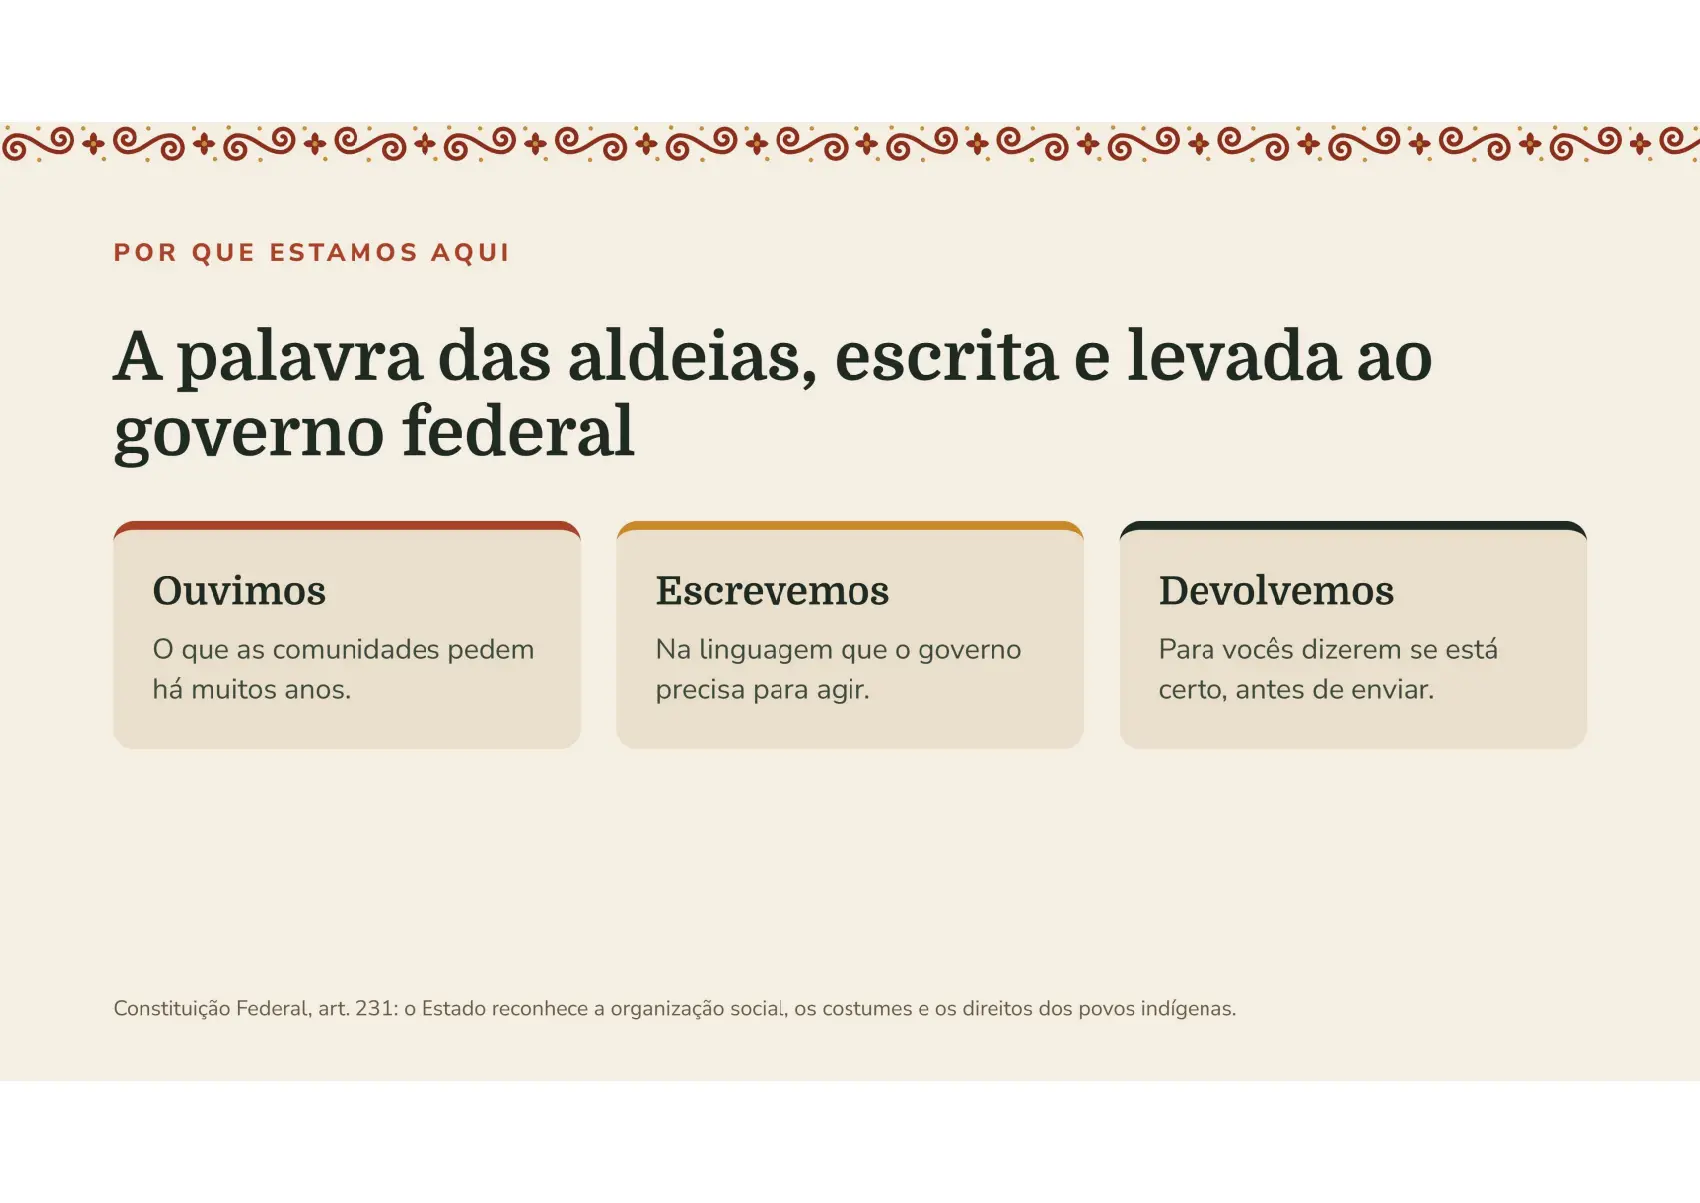 POR QUE ESTAMOS AQUI
A palavra das aldeias, escrita e levada ao
governo federal
Ouvimos
O que as comunidades pedem
há muitos anos.
Escrevemos
Na linguagem que o governo
precisa para agir.
Devolvemos
Para vocês dizerem se está
certo, antes de enviar.
Constituição Federal, art. 231: o Estado reconhece a organização social, os costumes e os direitos dos povos indígenas.